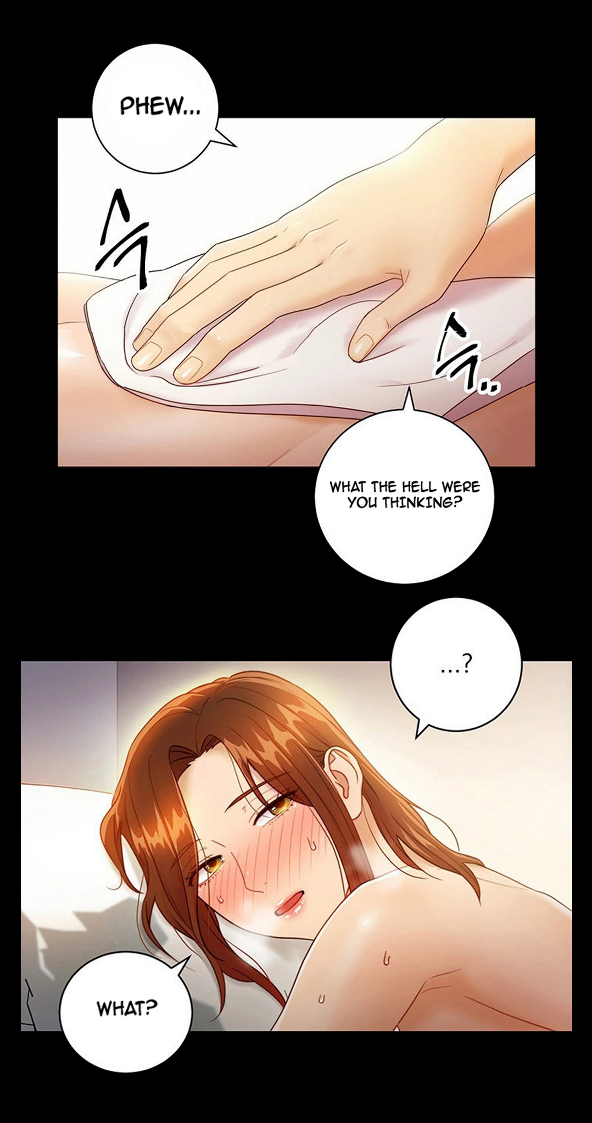 PHEW...
WHAT THE HELL WERE
YOU THINKING?
...?
WHAT?